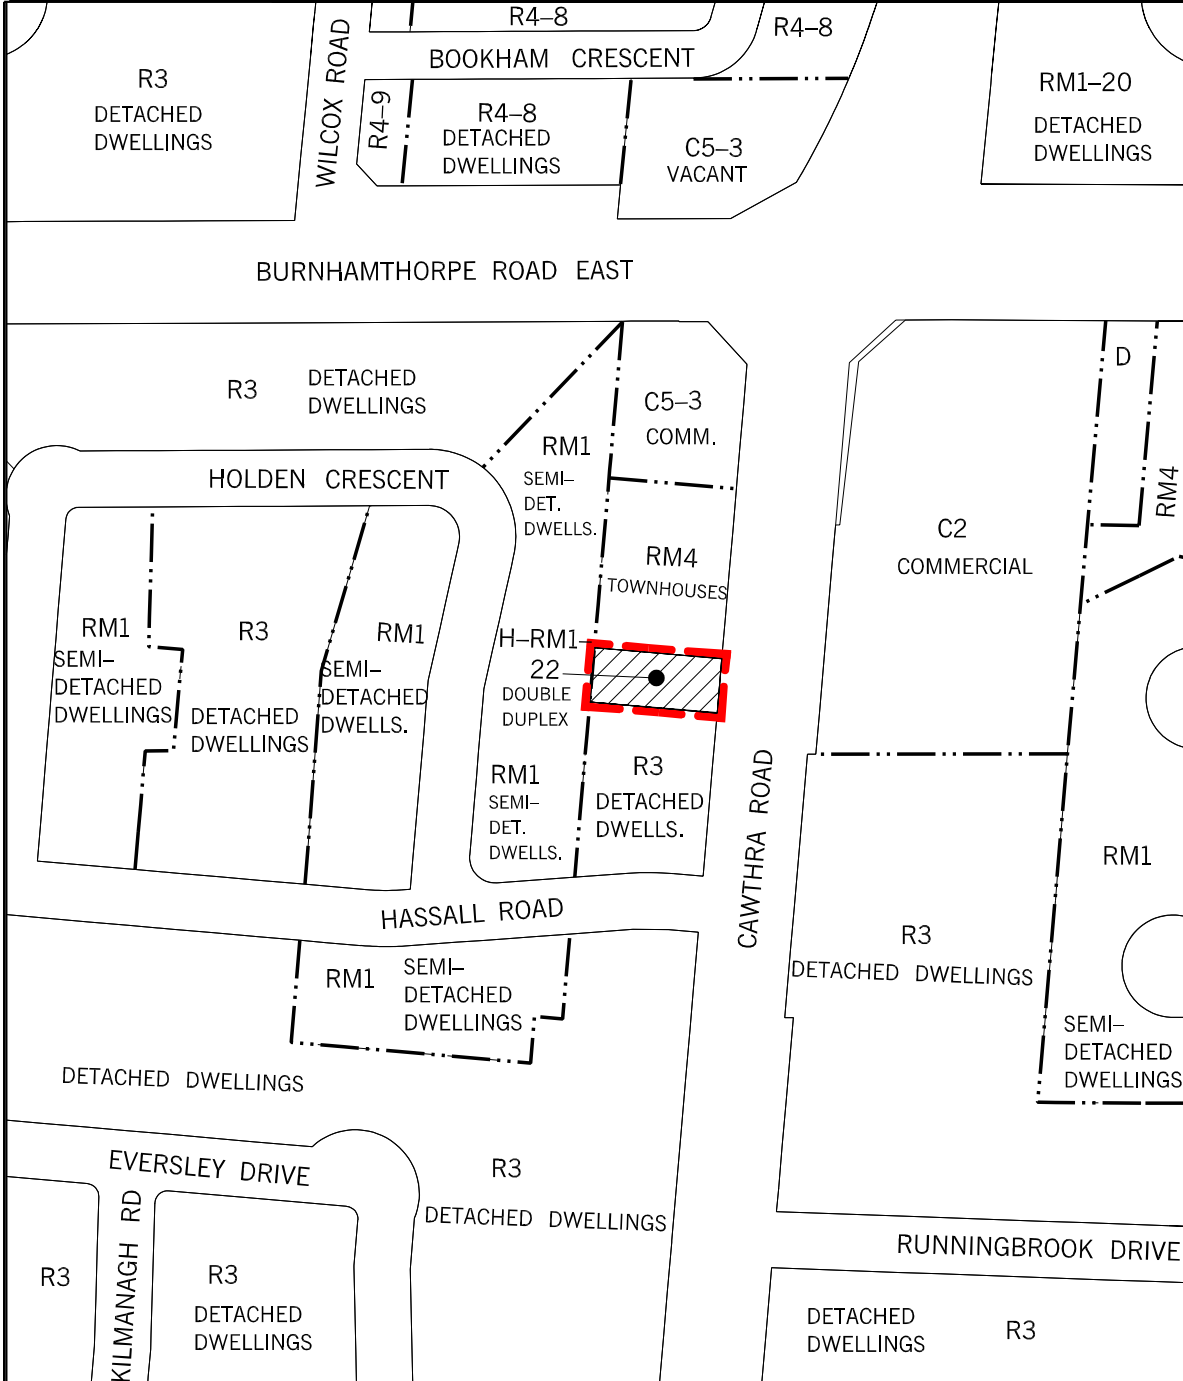 R4–8
R4–8
WILCOX ROAD
BOOKHAM CRESCENT
R3
DETACHED
DWELLINGS
R4–9
R4–8
DETACHED
DWELLINGS
C5–3
VACANT
RM1–20
DETACHED
DWELLINGS
BURNHAMTHORPE ROAD EAST
R3
DETACHED
DWELLINGS
C5–3
COMM.
D
RM4
RM1
SEMI–
DET.
DWELLS.
HOLDEN CRESCENT
C2
COMMERCIAL
RM4
TOWNHOUSES
RM1
SEMI–
DETACHED
DWELLINGS
R3
DETACHED
DWELLINGS
RM1
SEMI–
DETACHED
DWELLS.
H–RM1
22
DOUBLE
DUPLEX
RM1
SEMI–
DET.
DWELLS.
R3
DETACHED
DWELLS.
CAWTHRA ROAD
RM1
HASSALL ROAD
R3
DETACHED DWELLINGS
RM1
SEMI–
DETACHED
DWELLINGS
SEMI–
DETACHED
DWELLINGS
DETACHED DWELLINGS
EVERSLEY DRIVE
R3
DETACHED DWELLINGS
KILMANAGH RD
RUNNINGBROOK DRIVE
R3
R3
DETACHED
DWELLINGS
DETACHED
DWELLINGS
R3